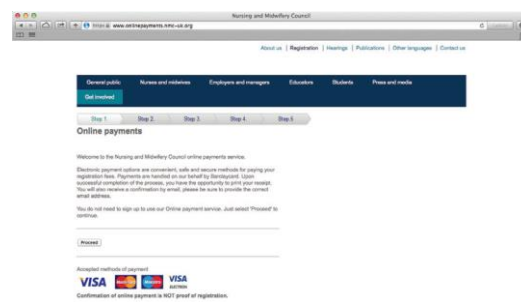 Nursing and Midwifery Council
https www.onlinepayments.nmc-uk.org
About us | Registration | Hearings | Publications | Other languages | Contact us
General public Nurses and midwives Employers and managers Educators Students Press and media
Get involved
Step 1 Step 2 Step 3 Step 4 Step 5
Online payments
Welcome to the Nursing and Midwifery Council online payments service.
Electronic payment options are convenient, safe and secure methods for paying your
registration fees. Payments are handled on our behalf by Barclaycard. Upon
successful completion of the process, you have the opportunity to print your receipt.
You will also receive a confirmation by email, please be sure to provide the correct
email address.
You do not need to sign up to use our Online payment service. Just select 'Proceed' to
continue.
Proceed
Accepted methods of payment
VISA MasterCard Maestro VISA
ELECTRON
Confirmation of online payment is NOT proof of registration.